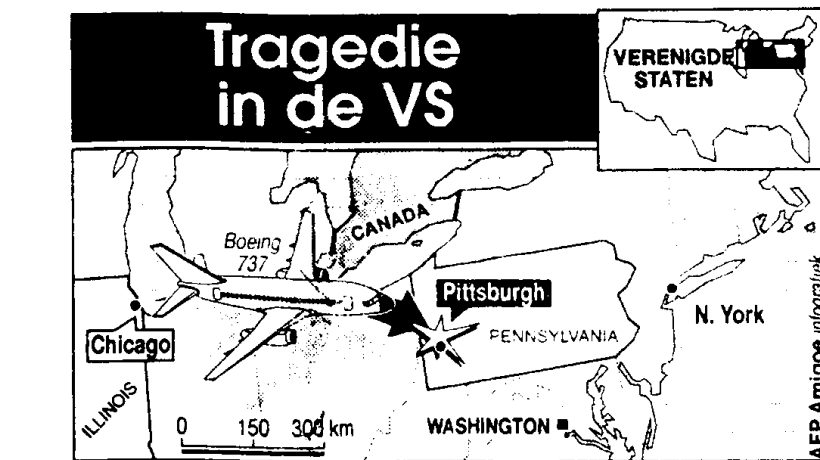 Tragedie
in de VS
VERENIGDE
STATEN
CANADA
Boeing
737
Pittsburgh
PENNSYLVANIA
N. York
Chicago
ILLINOIS
0 150 300 km
WASHINGTON
AFP Amigoe infografiek